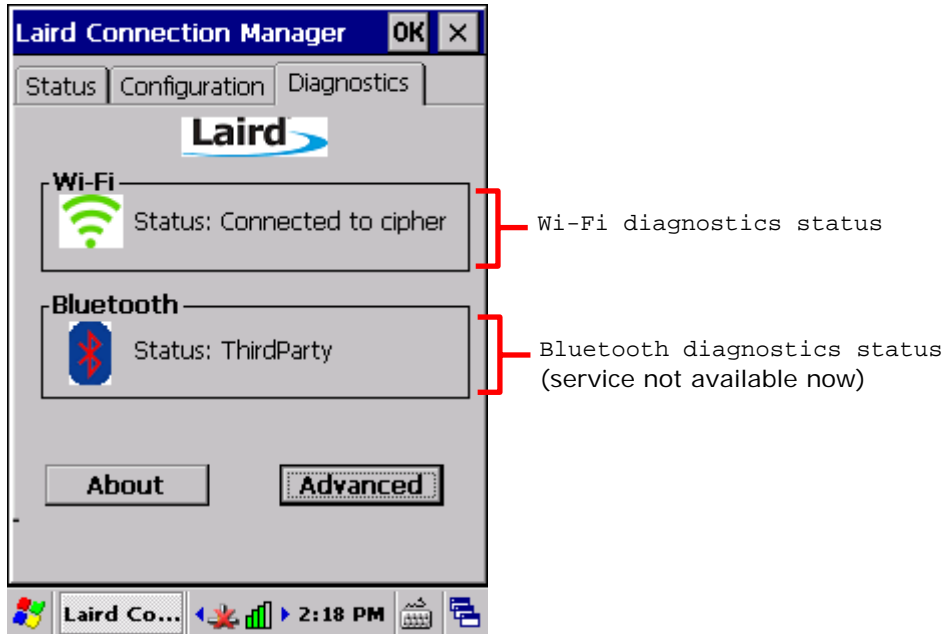 Laird Connection Manager OK ×
Status Configuration Diagnostics
Laird
Wi-Fi
Status: Connected to cipher
Wi-Fi diagnostics status
Bluetooth
Status: ThirdParty
Bluetooth diagnostics status
(service not available now)
About Advanced
Laird Co... 2:18 PM